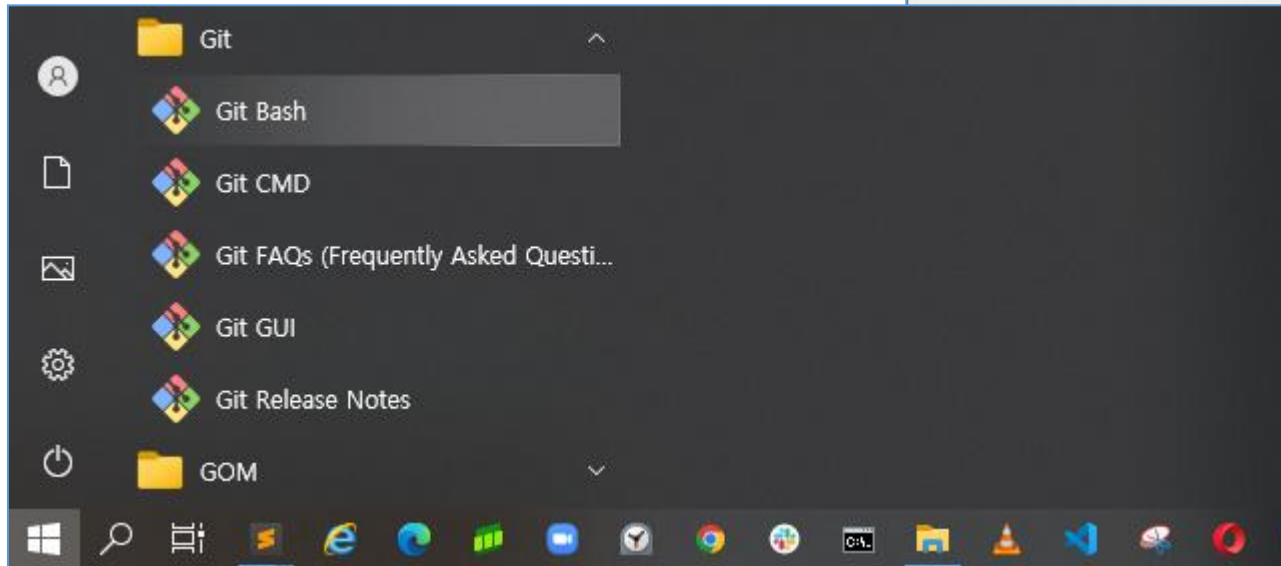 Git
Git Bash
Git CMD
Git FAQs (Frequently Asked Questi...
Git GUI
Git Release Notes
GOM